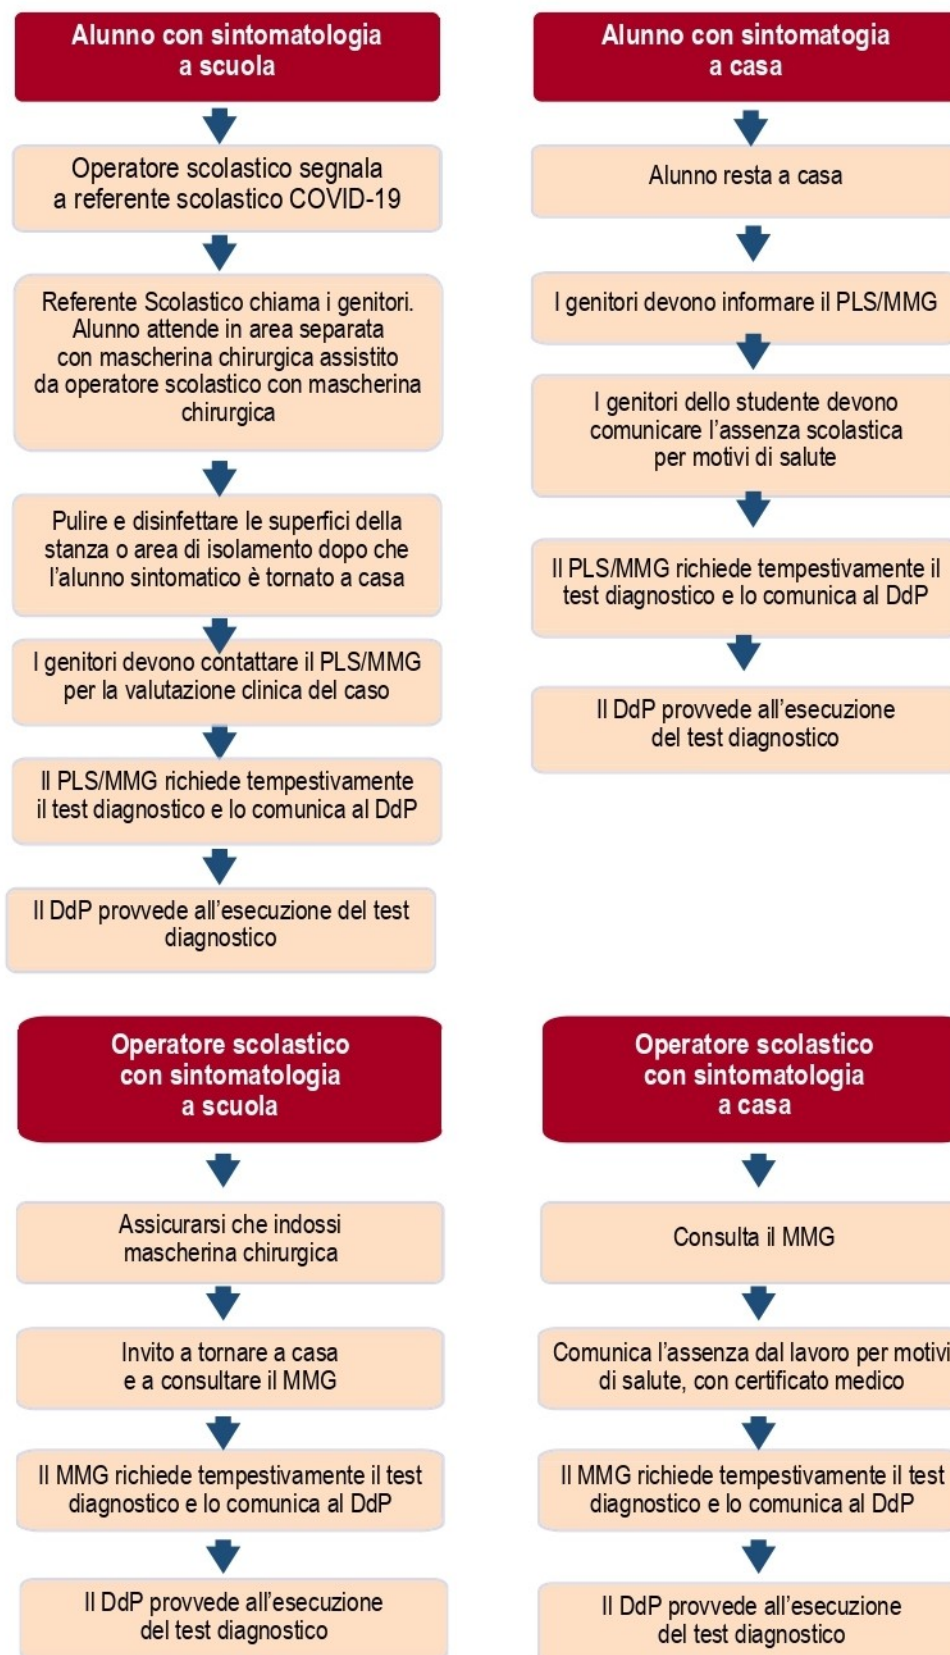 Alunno con sintomatologia
a scuola
Operatore scolastico segnala
a referente scolastico COVID-19
Referente Scolastico chiama i genitori.
Alunno attende in area separata
con mascherina chirurgica assistito
da operatore scolastico con mascherina
chirurgica
Pulire e disinfettare le superfici della
stanza o area di isolamento dopo che
l'alunno sintomatico è tornato a casa
I genitori devono contattare il PLS/MMG
per la valutazione clinica del caso
Il PLS/MMG richiede tempestivamente
il test diagnostico e lo comunica al DdP
Il DdP provvede all'esecuzione del test
diagnostico
Alunno con sintomatogia
a casa
Alunno resta a casa
I genitori devono informare il PLS/MMG
I genitori dello studente devono
comunicare l'assenza scolastica
per motivi di salute
Il PLS/MMG richiede tempestivamente il
test diagnostico e lo comunica al DdP
Il DdP provvede all'esecuzione
del test diagnostico
Operatore scolastico
con sintomatologia
a scuola
Assicurarsi che indossi
mascherina chirurgica
Invito a tornare a casa
e a consultare il MMG
Il MMG richiede tempestivamente il test
diagnostico e lo comunica al DdP
Il DdP provvede all'esecuzione
del test diagnostico
Operatore scolastico
con sintomatologia
a casa
Consulta il MMG
Comunica l'assenza dal lavoro per motivi
di salute, con certificato medico
Il MMG richiede tempestivamente il test
diagnostico e lo comunica al DdP
Il DdP provvede all'esecuzione
del test diagnostico